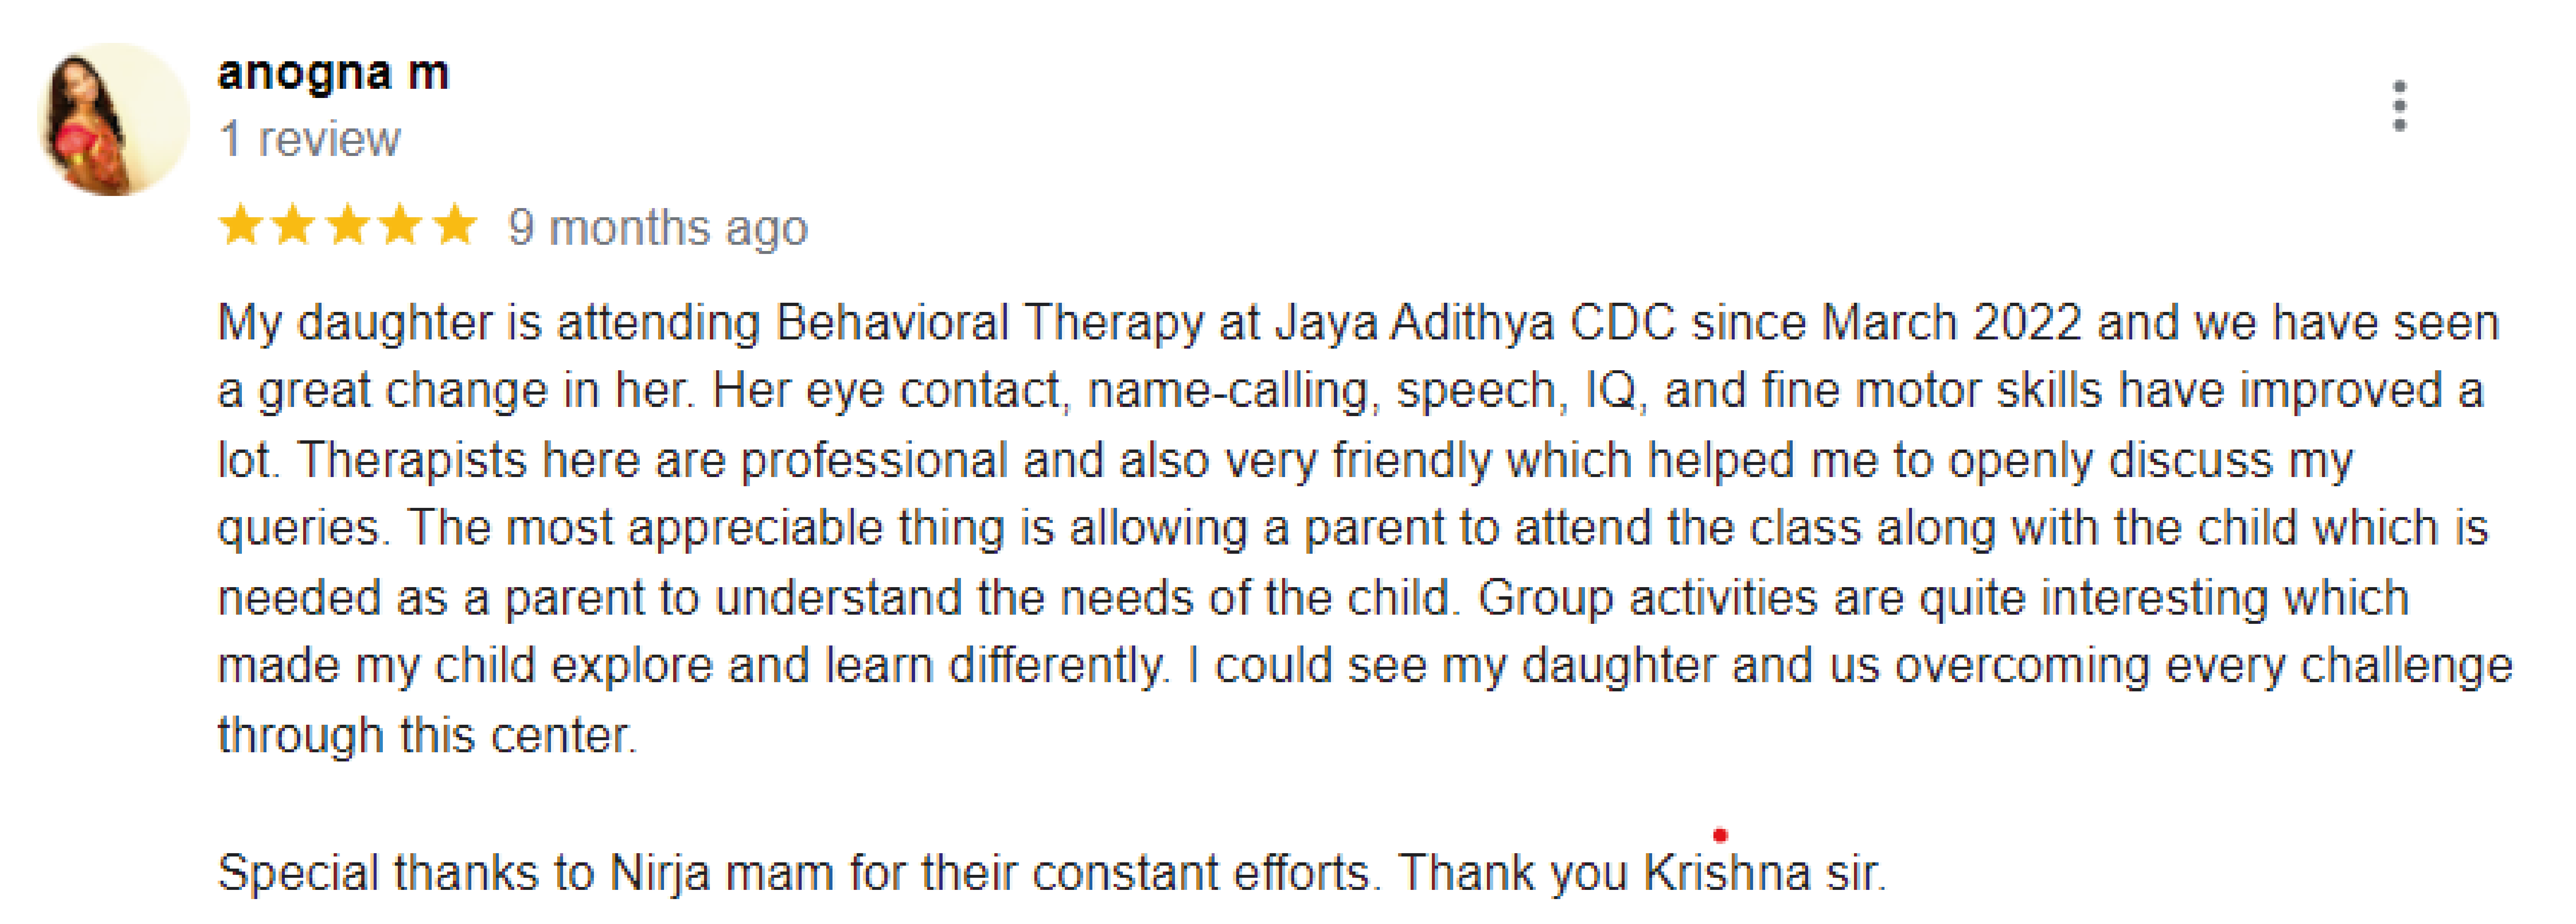 anogna m
1 review
9 months ago
My daughter is attending Behavioral Therapy at Jaya Adithya CDC since March 2022 and we have seen
a great change in her. Her eye contact, name-calling, speech, IQ, and fine motor skills have improved a
lot. Therapists here are professional and also very friendly which helped me to openly discuss my
queries. The most appreciable thing is allowing a parent to attend the class along with the child which is
needed as a parent to understand the needs of the child. Group activities are quite interesting which
made my child explore and learn differently. I could see my daughter and us overcoming every challenge
through this center.
Special thanks to Nirja mam for their constant efforts. Thank you Krishna sir.